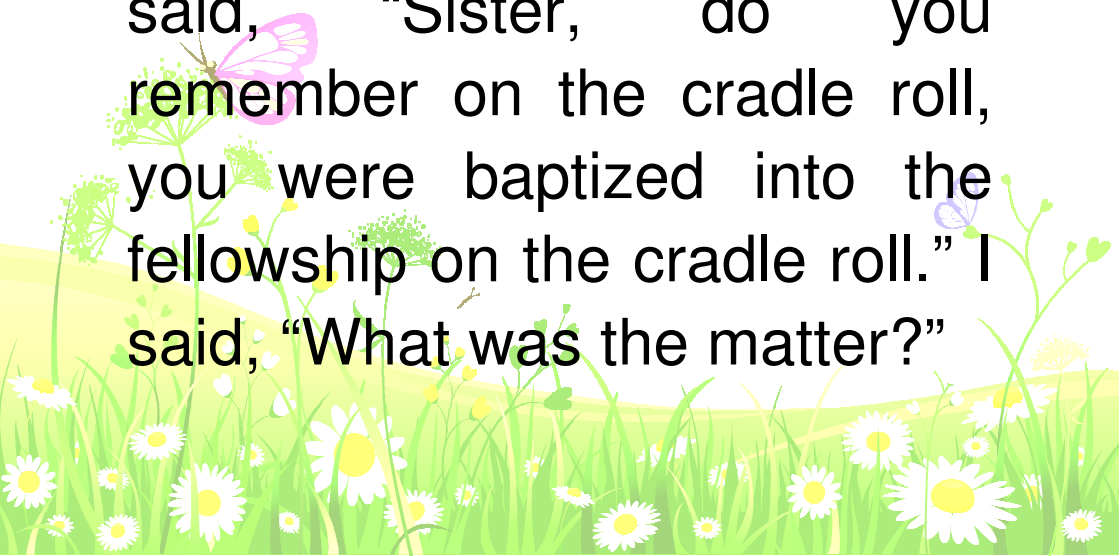 said, “Sister, do you
remember on the cradle roll,
you were baptized into the
fellowship on the cradle roll.” I
said, “What was the matter?”